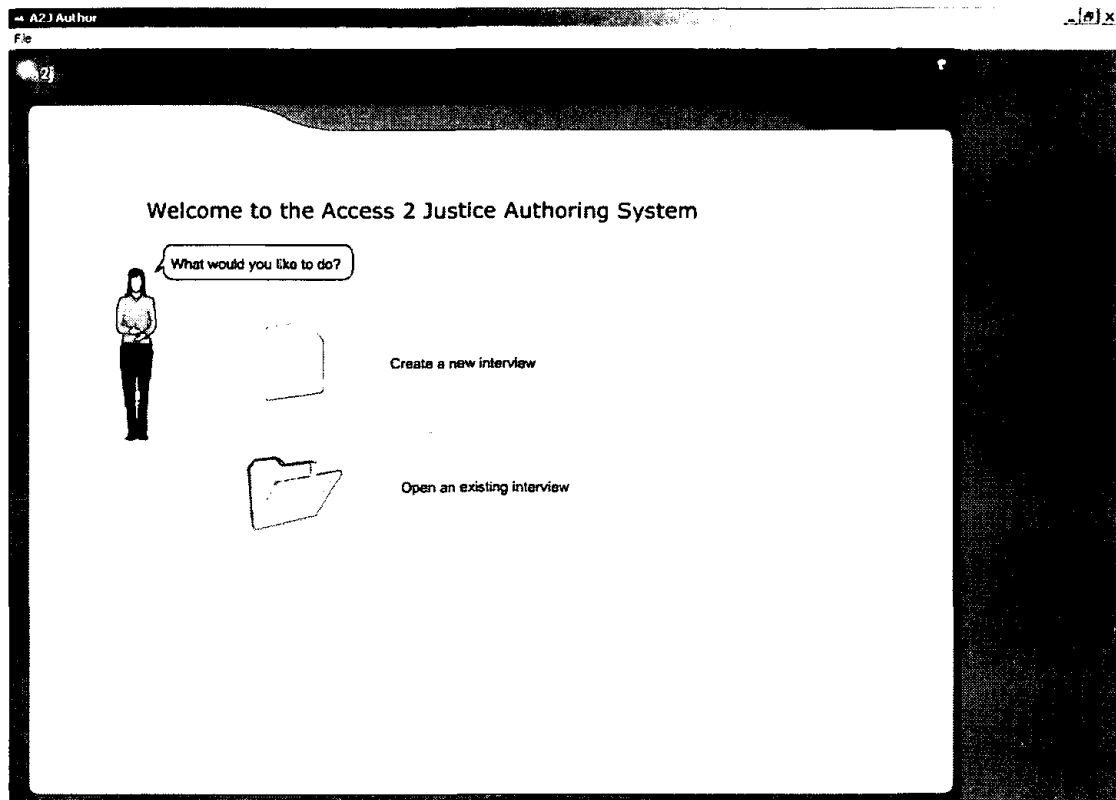 A2J Author
File
2j
Welcome to the Access 2 Justice Authoring System
What would you like to do?
Create a new interview
Open an existing interview